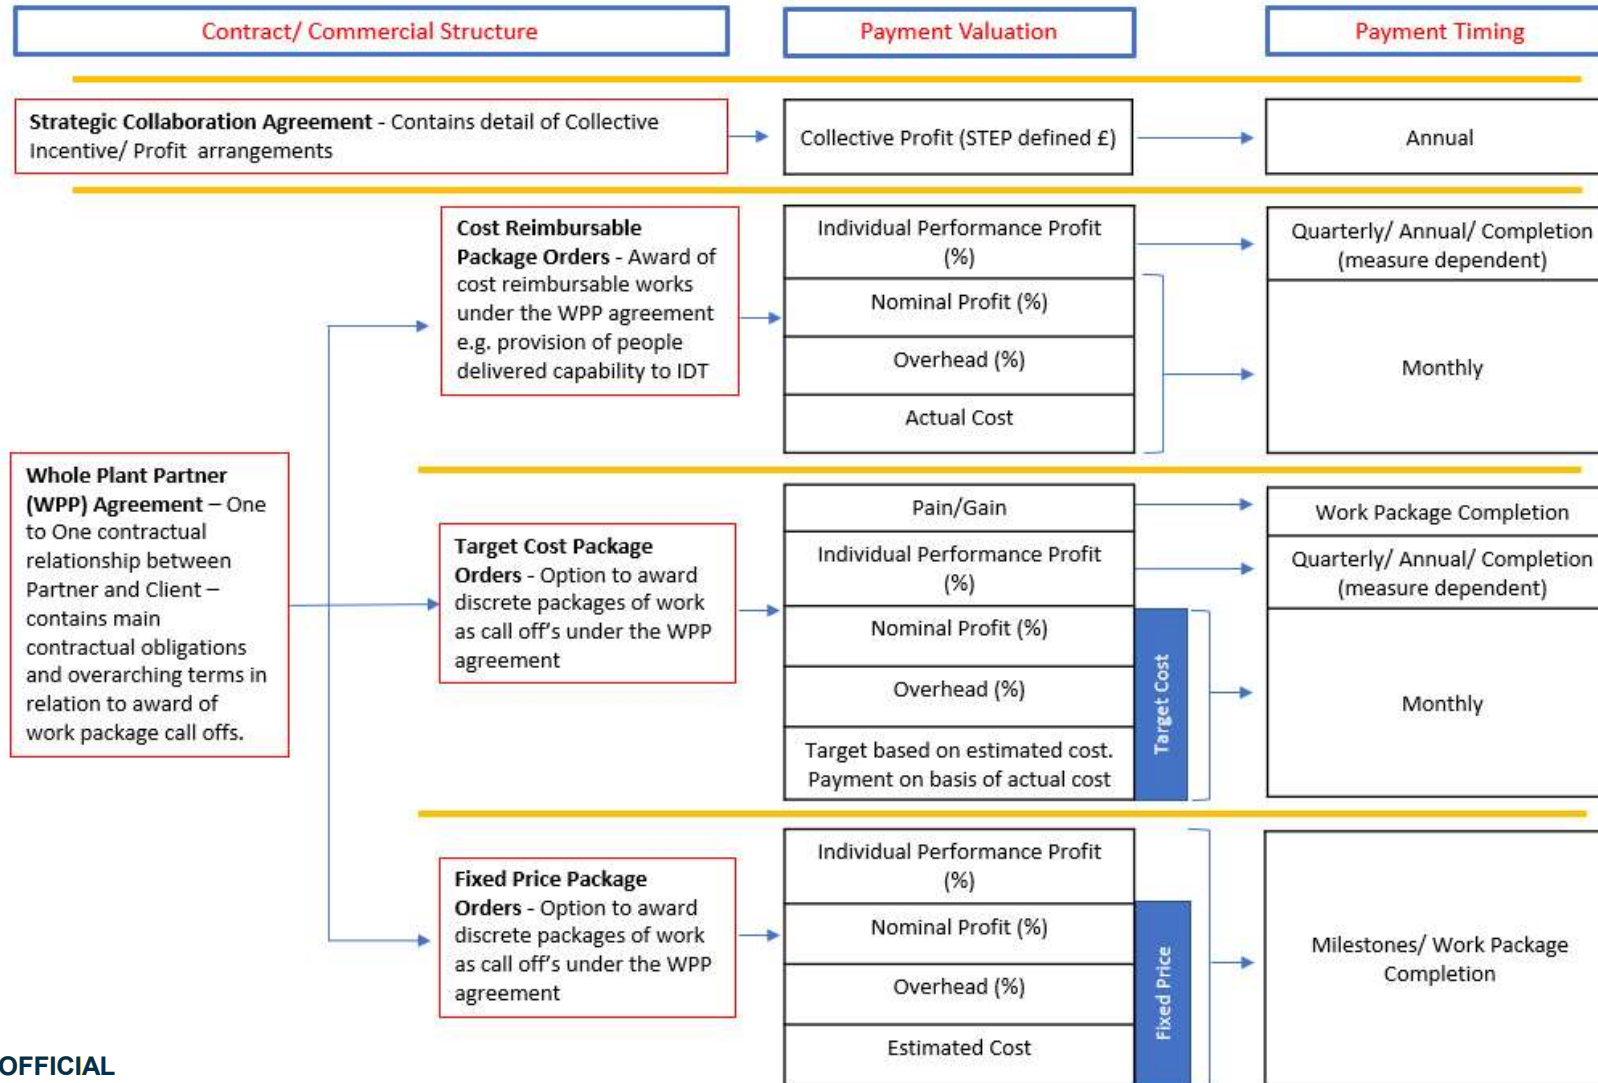 Contract/ Commercial Structure
Payment Valuation
Payment Timing
Strategic Collaboration Agreement - Contains detail of Collective
Incentive/ Profit arrangements
Collective Profit (STEP defined £)
Annual
Cost Reimbursable
Package Orders - Award of
cost reimbursable works
under the WPP agreement
e.g. provision of people
delivered capability to IDT
Individual Performance Profit
(%)
Nominal Profit (%)
Overhead (%)
Actual Cost
Quarterly/ Annual/ Completion
(measure dependent)
Monthly
Whole Plant Partner
(WPP) Agreement – One
to One contractual
relationship between
Partner and Client –
contains main
contractual obligations
and overarching terms in
relation to award of
work package call offs.
Target Cost Package
Orders - Option to award
discrete packages of work
as call off's under the WPP
agreement
Pain/Gain
Individual Performance Profit
(%)
Nominal Profit (%)
Overhead (%)
Target based on estimated cost.
Payment on basis of actual cost
Target Cost
Work Package Completion
Quarterly/ Annual/ Completion
(measure dependent)
Monthly
Fixed Price Package
Orders - Option to award
discrete packages of work
as call off's under the WPP
agreement
Individual Performance Profit
(%)
Nominal Profit (%)
Overhead (%)
Estimated Cost
Fixed Price
Milestones/ Work Package
Completion
OFFICIAL